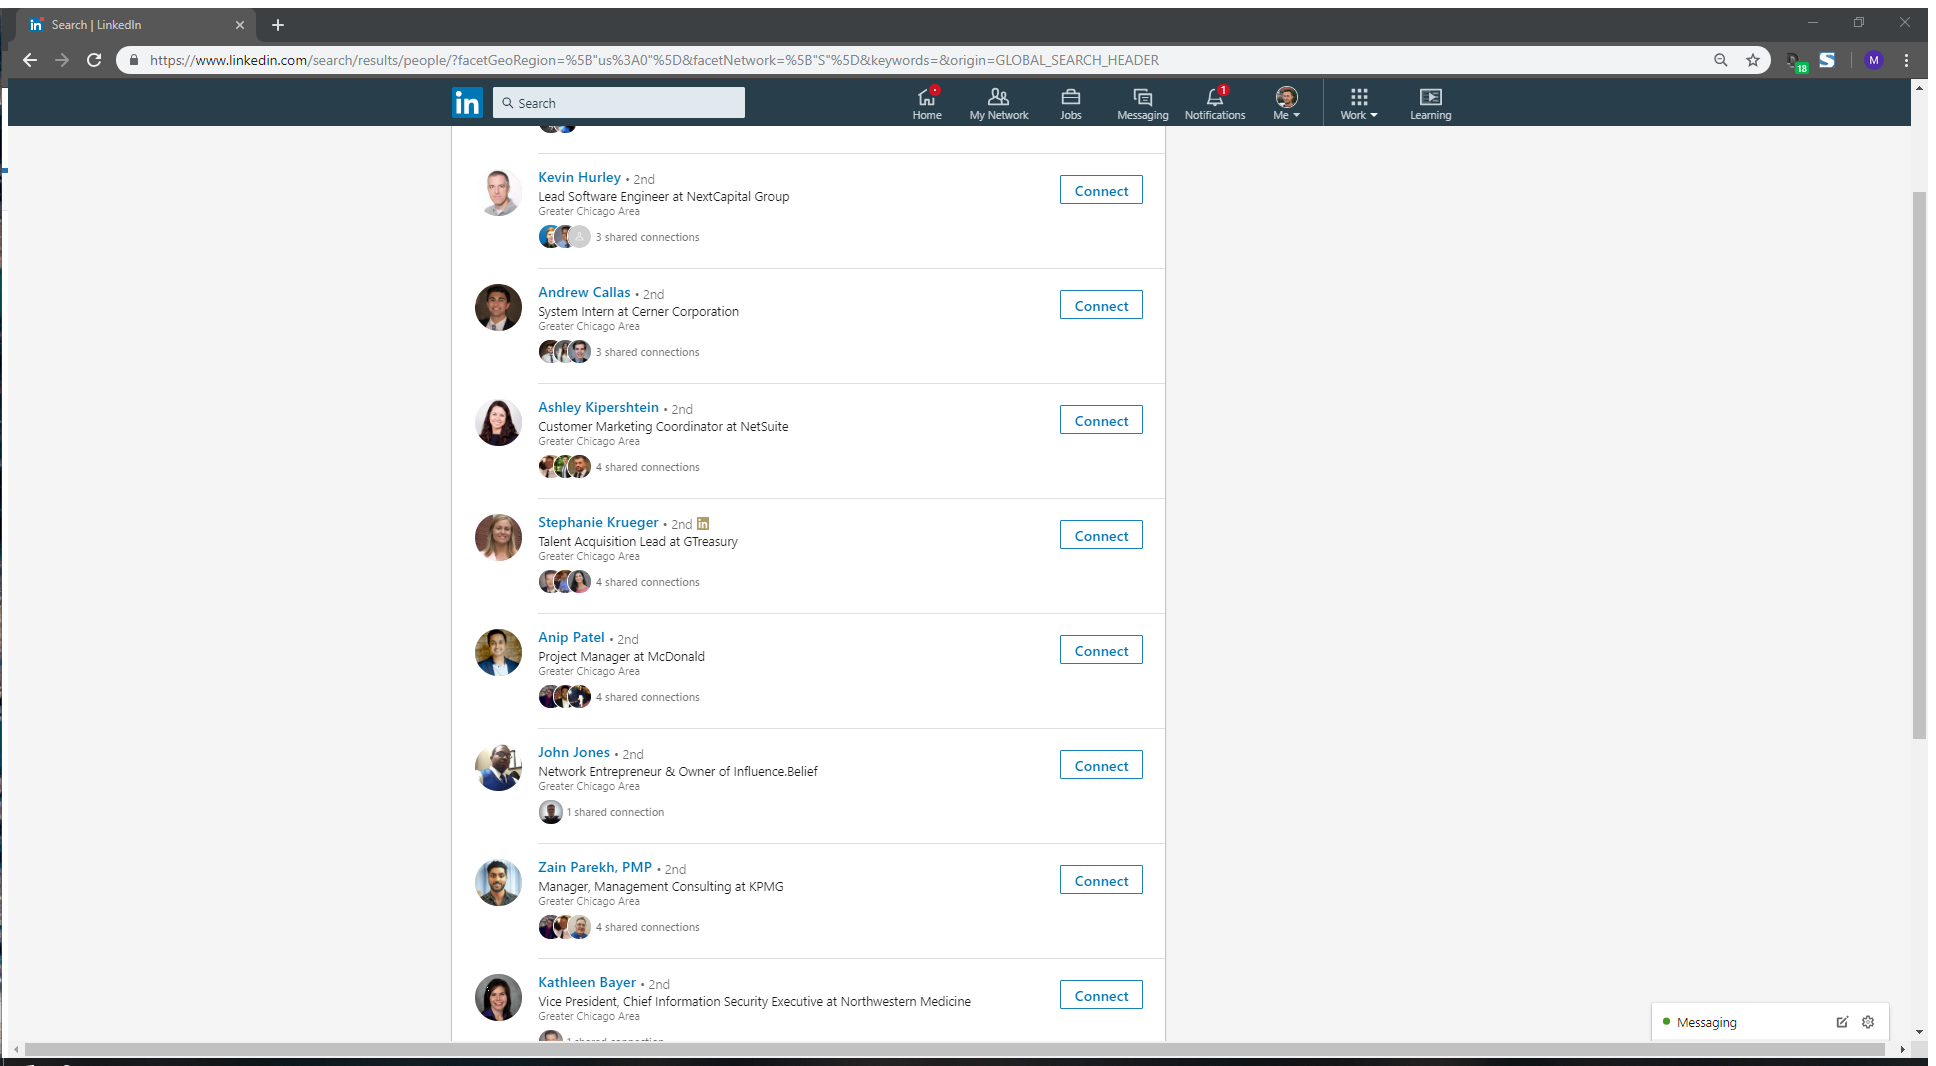 in Search | LinkedIn
https://www.linkedin.com/search/results/people/?facetGeoRegion=%5B"us%3A0"%5D&facetNetwork=%5B"S"%5D&keywords=&origin=GLOBAL_SEARCH_HEADER
18
M
in
Search
Home
My Network
Jobs
Messaging
1
Notifications
Me
Work
Learning
Kevin Hurley • 2nd
Lead Software Engineer at NextCapital Group
Greater Chicago Area
3 shared connections
Connect
Andrew Callas • 2nd
System Intern at Cerner Corporation
Greater Chicago Area
3 shared connections
Connect
Ashley Kipershtein • 2nd
Customer Marketing Coordinator at NetSuite
Greater Chicago Area
4 shared connections
Connect
Stephanie Krueger • 2nd in
Talent Acquisition Lead at GTreasury
Greater Chicago Area
4 shared connections
Connect
Anip Patel • 2nd
Project Manager at McDonald
Greater Chicago Area
4 shared connections
Connect
John Jones • 2nd
Network Entrepreneur & Owner of Influence.Belief
Greater Chicago Area
1 shared connection
Connect
Zain Parekh, PMP • 2nd
Manager, Management Consulting at KPMG
Greater Chicago Area
4 shared connections
Connect
Kathleen Bayer • 2nd
Vice President, Chief Information Security Executive at Northwestern Medicine
Greater Chicago Area
1 shared connection
Connect
Messaging